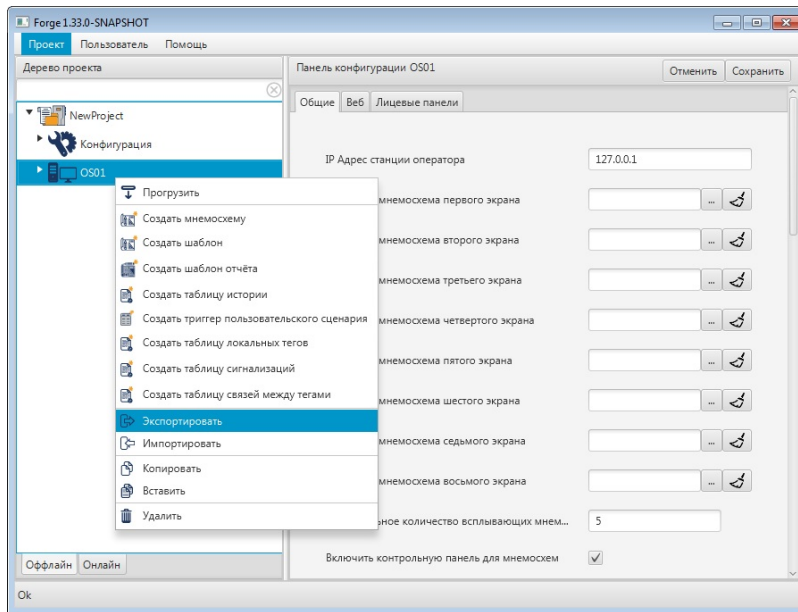 Forge 1.33.0-SNAPSHOT
Проект Пользователь Помощь
Дерево проекта
NewProject
Конфигурация
OS01
Прогрузить
Создать мнемосхему
Создать шаблон
Создать шаблон отчёта
Создать таблицу истории
Создать триггер пользовательского сценария
Создать таблицу локальных тегов
Создать таблицу сигнализаций
Создать таблицу связей между тегами
Экспортировать
Импортировать
Копировать
Вставить
Удалить
Оффлайн Онлайн
Панель конфигурации OS01
Отменить Сохранить
Общие Веб Лицевые панели
IP Адрес станции оператора 127.0.0.1
мнемосхема первого экрана ...
мнемосхема второго экрана ...
мнемосхема третьего экрана ...
мнемосхема четвертого экрана ...
мнемосхема пятого экрана ...
мнемосхема шестого экрана ...
мнемосхема седьмого экрана ...
мнемосхема восьмого экрана ...
количество всплывающих мнем... 5
Включить контрольную панель для мнемосхем
Ok